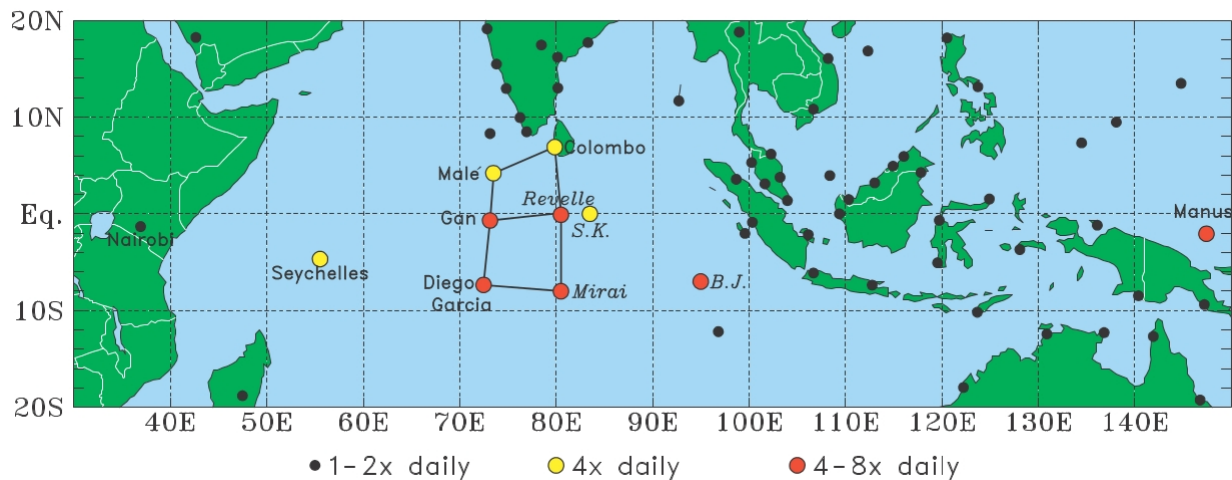 20N
10N
Colombo
Malé
Revelle
Eq.
Gan
Manus
S.K.
Nairobi
Seychelles
Diego
Garcia
Mirai
B.J.
10S
20S
40E 50E 60E 70E 80E 90E 100E 110E 120E 130E 140E
1-2x daily 4x daily 4-8x daily